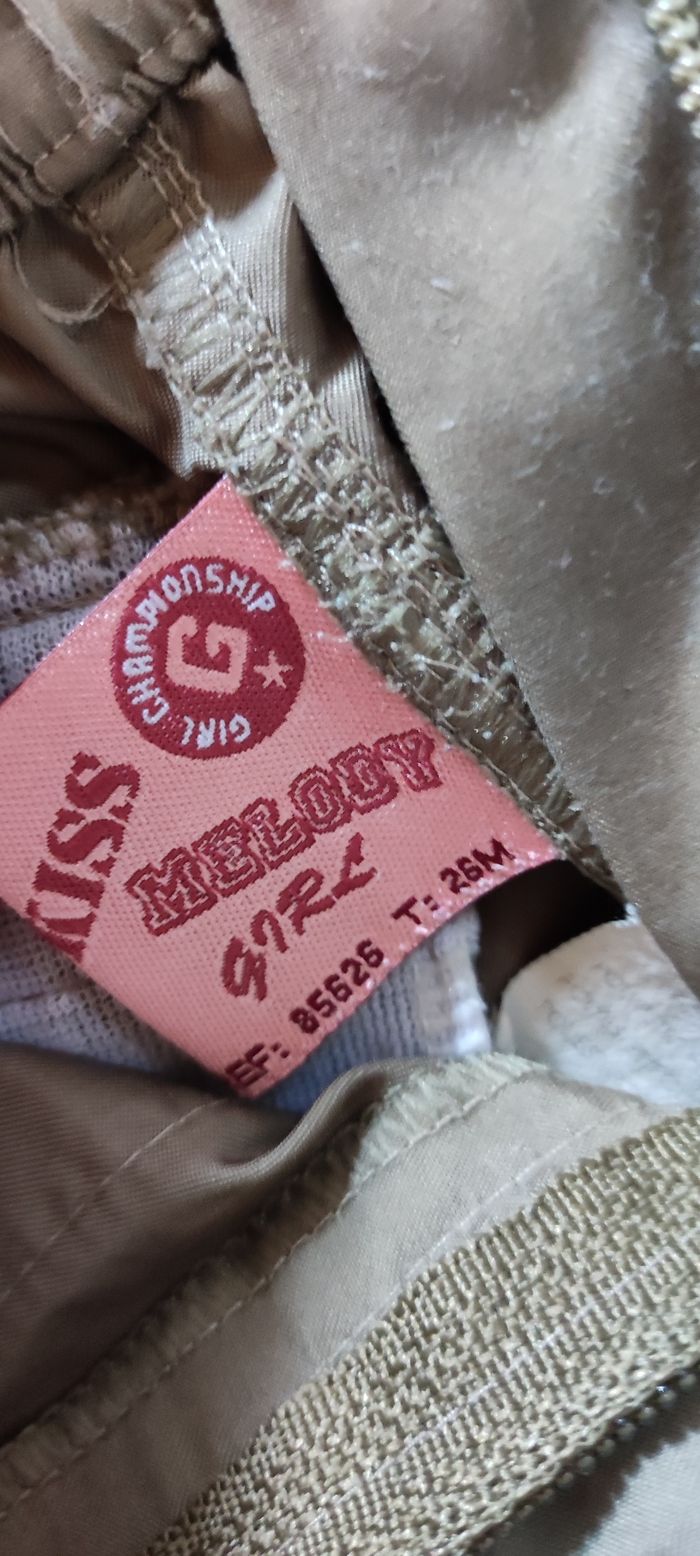 GIRL CHAMPIONSHIP
G
KISS
MELODY
GIRL
EF: 85626 T: 26M